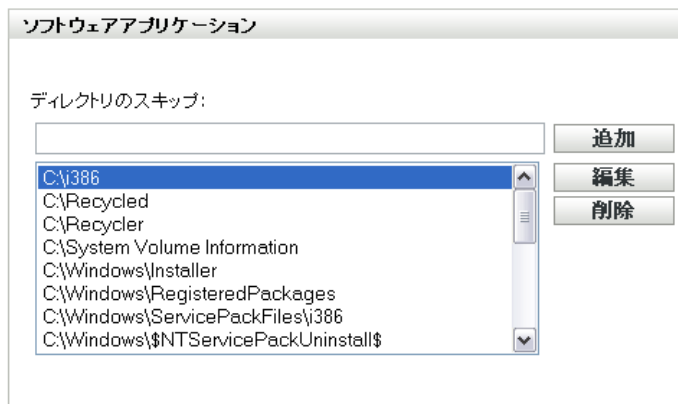 ソフトウェアアプリケーション
ディレクトリのスキップ:
追加
C:\i386
編集
C:\Recycled
削除
C:\Recycler
C:\System Volume Information
C:\Windows\Installer
C:\Windows\RegisteredPackages
C:\Windows\ServicePackFiles\i386
C:\Windows\$NTServicePackUninstall$